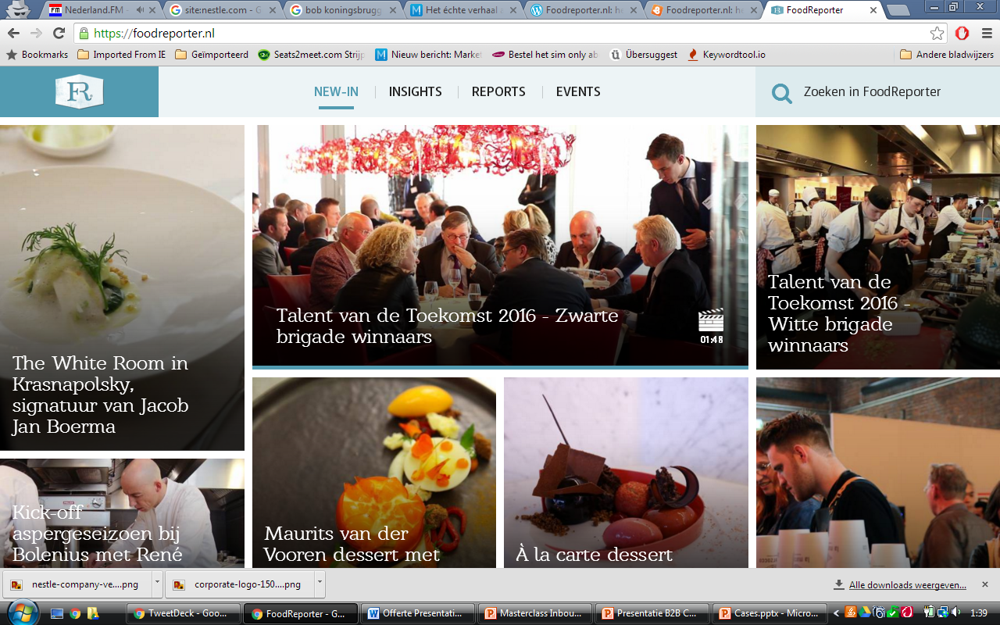 Nederland.FM -
site:nestle.com - G
bob koningsbrugg
Het échte verhaal a
Foodreporter.nl: he
Foodreporter.nl: he
FoodReporter
https://foodreporter.nl
Bookmarks
Imported From IE
Geïmporteerd
Seats2meet.com Strijp
Nieuw bericht: Market
Bestel het sim only ab
Übersuggest
Keywordtool.io
Andere bladwijzers
FR
NEW-IN
INSIGHTS
REPORTS
EVENTS
Zoeken in FoodReporter
The White Room in
Krasnapolsky,
signatuur van Jacob
Jan Boerma
Talent van de Toekomst 2016 - Zwarte
brigade winnaars
01:48
Talent van de
Toekomst 2016 -
Witte brigade
winnaars
Kick-off
aspergeseizoen bij
Bolenius met René
Maurits van der
Vooren dessert met
À la carte dessert
nestle-company-ve....png
corporate-logo-150....png
Alle downloads weergeven...
TweetDeck - Goo...
FoodReporter - G...
Offerte Presentati...
Masterclass Inbou...
Presentatie B2B C...
Cases.pptx - Micros...
1:39